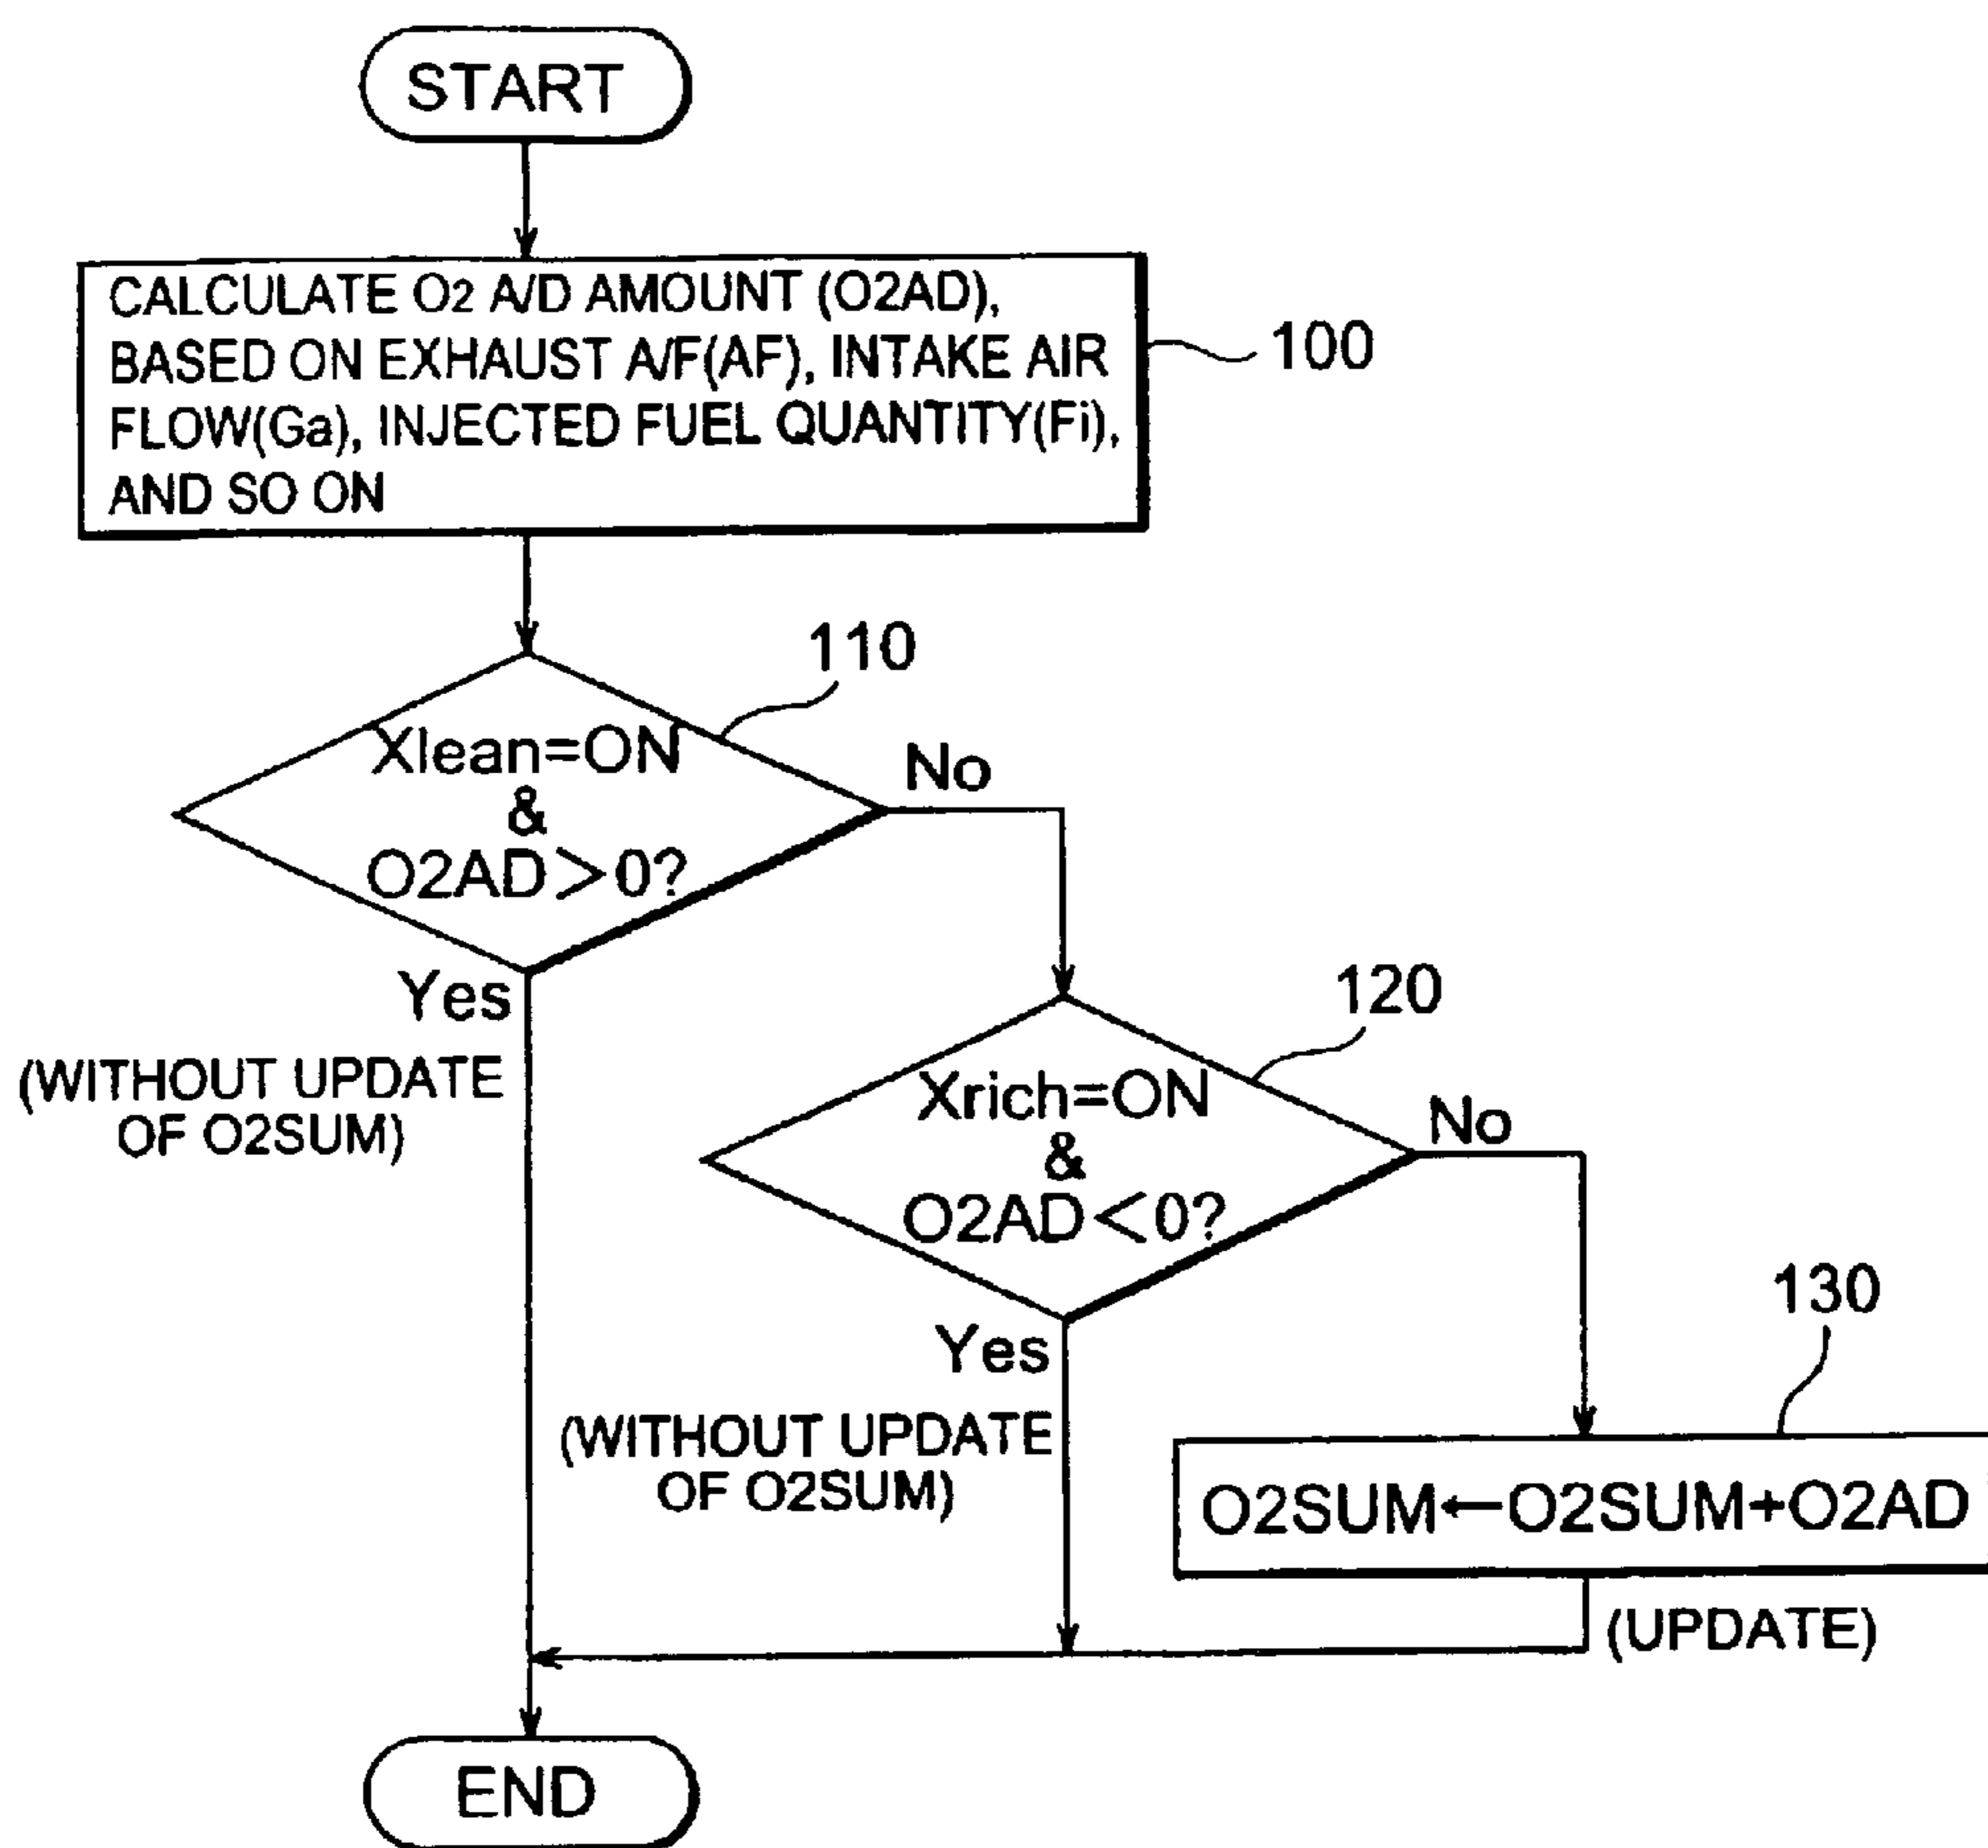 START
CALCULATE O2 A/D AMOUNT (O2AD),
BASED ON EXHAUST A/F(AF), INTAKE AIR
FLOW(Ga), INJECTED FUEL QUANTITY(Fi),
AND SO ON
100
110
Xlean=ON
&
O2AD>0?
No
Yes
(WITHOUT UPDATE
OF O2SUM)
120
Xrich=ON
&
O2AD<0?
No
Yes
(WITHOUT UPDATE
OF O2SUM)
130
O2SUM←O2SUM+O2AD
(UPDATE)
END